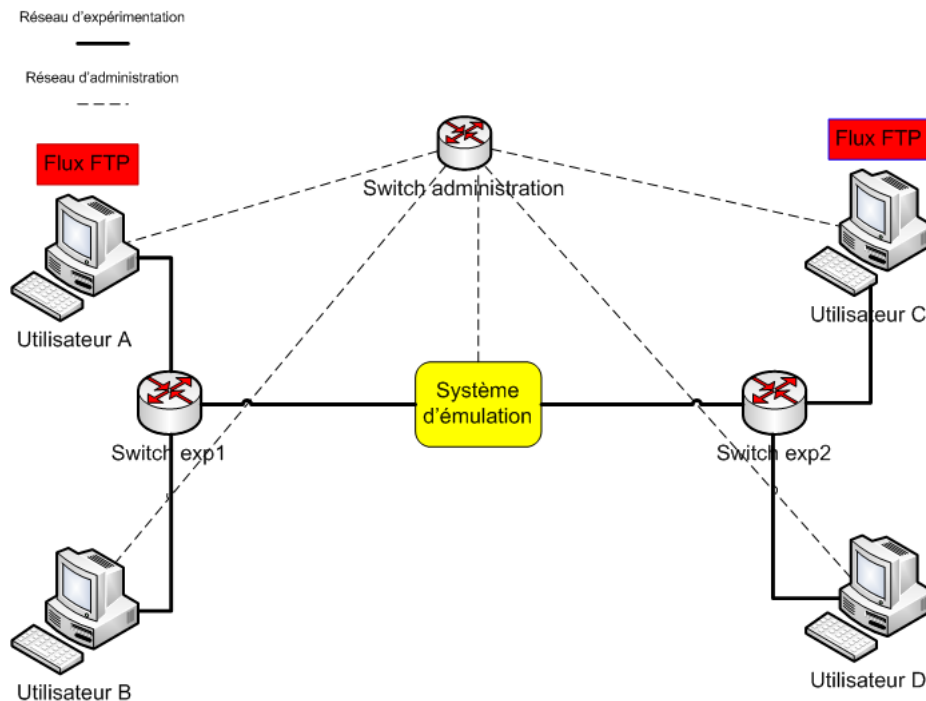 Réseau d'expérimentation
Réseau d'administration
Flux FTP
Flux FTP
Switch administration
Utilisateur A
Utilisateur C
Système
d'émulation
Switch exp1
Switch exp2
Utilisateur B
Utilisateur D